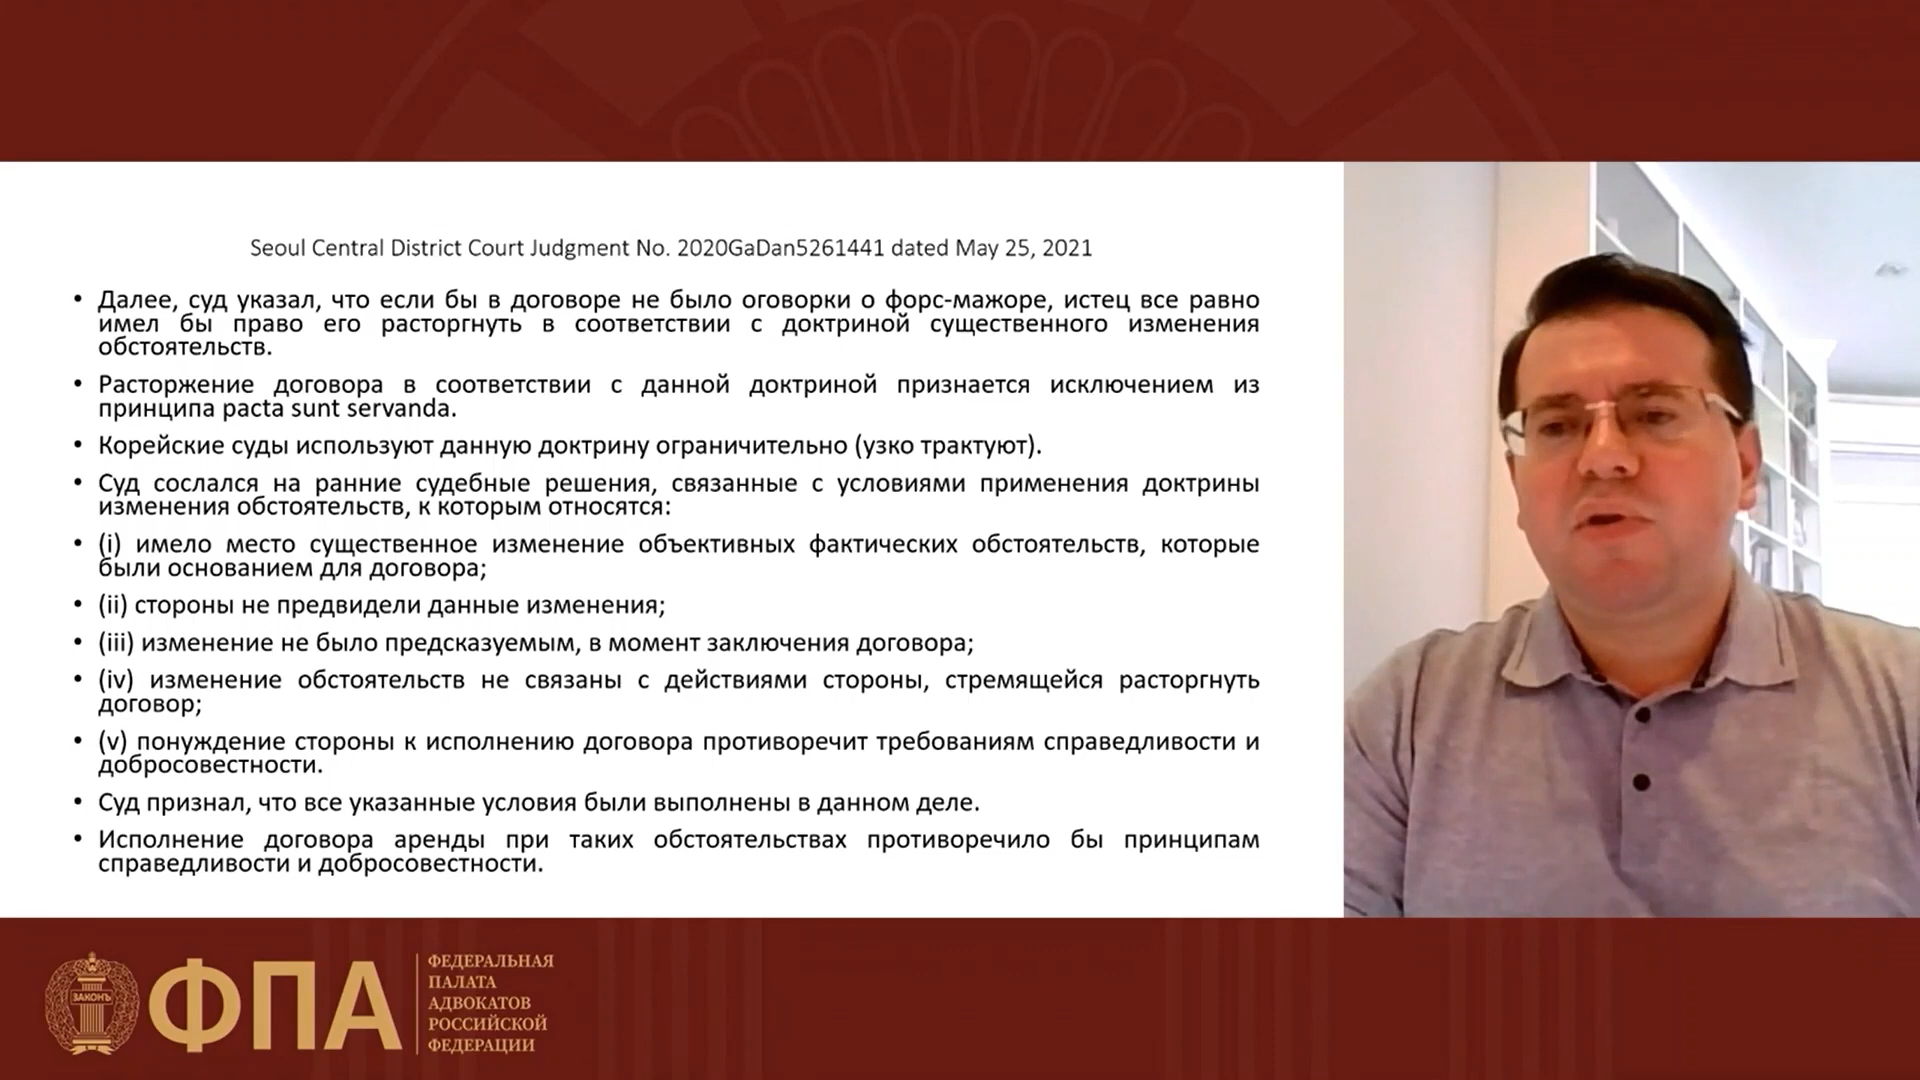 Seoul Central District Court Judgment No. 2020GaDan5261441 dated May 25, 2021
• Далее, суд указал, что если бы в договоре не было оговорки о форс-мажоре, истец все равно
имел бы право его расторгнуть в соответствии с доктриной существенного изменения
обстоятельств.
• Расторжение договора в соответствии с данной доктриной признается исключением из
принципа pacta sunt servanda.
• Корейские суды используют данную доктрину ограничительно (узко трактуют).
• Суд сослался на ранние судебные решения, связанные с условиями применения доктрины
изменения обстоятельств, к которым относятся:
• (i) имело место существенное изменение объективных фактических обстоятельств, которые
были основанием для договора;
• (ii) стороны не предвидели данные изменения;
• (iii) изменение не было предсказуемым, в момент заключения договора;
• (iv) изменение обстоятельств не связаны с действиями стороны, стремящейся расторгнуть
договор;
• (v) понуждение стороны к исполнению договора противоречит требованиям справедливости и
добросовестности.
• Суд признал, что все указанные условия были выполнены в данном деле.
• Исполнение договора аренды при таких обстоятельствах противоречило бы принципам
справедливости и добросовестности.
ЗАКОНЪ
ФПА
ФЕДЕРАЛЬНАЯ
ПАЛАТА
АДВОКАТОВ
РОССИЙСКОЙ
ФЕДЕРАЦИИ